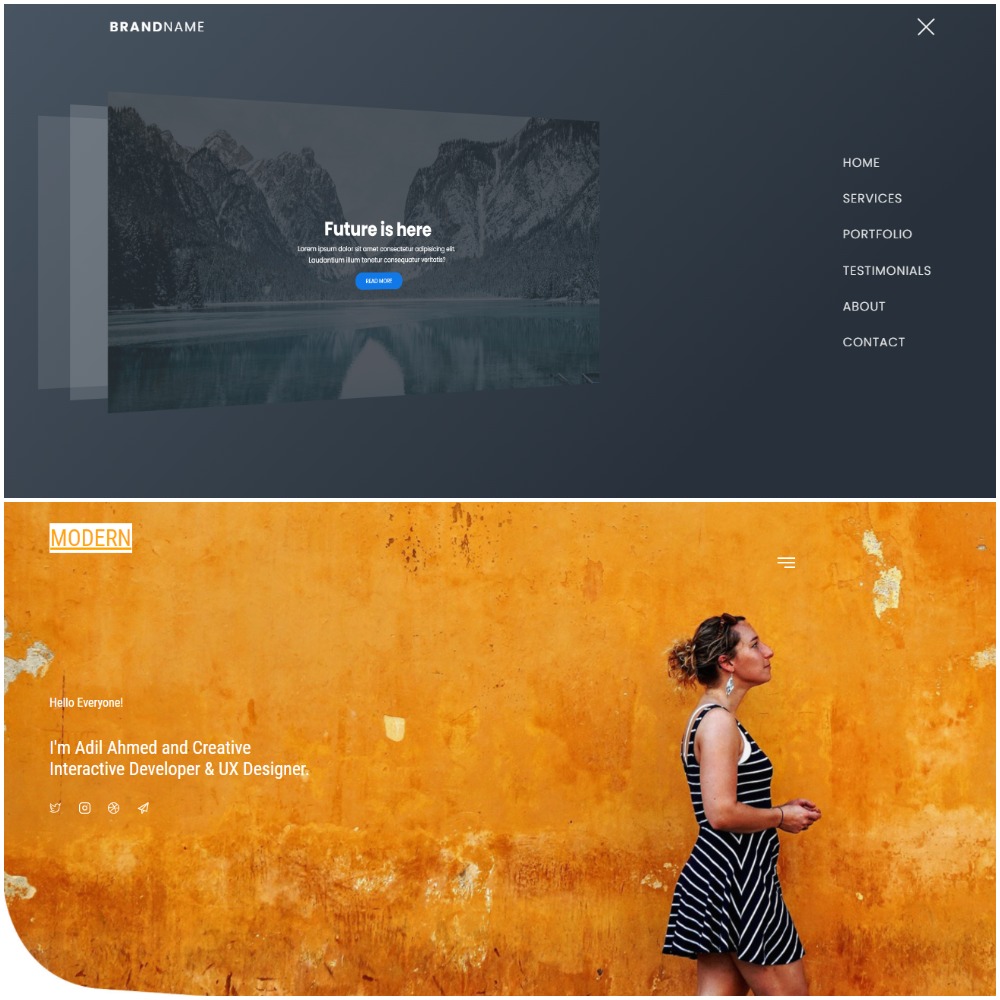 BRANDNAME
Future is here
Lorem ipsum dolor sit amet consectetur adipisicing elit.
Laudantium illum tenetur consequatur veritatis?
READ MORE
HOME
SERVICES
PORTFOLIO
TESTIMONIALS
ABOUT
CONTACT
MODERN
Hello Everyone!
I'm Adil Ahmed and Creative
Interactive Developer & UX Designer.